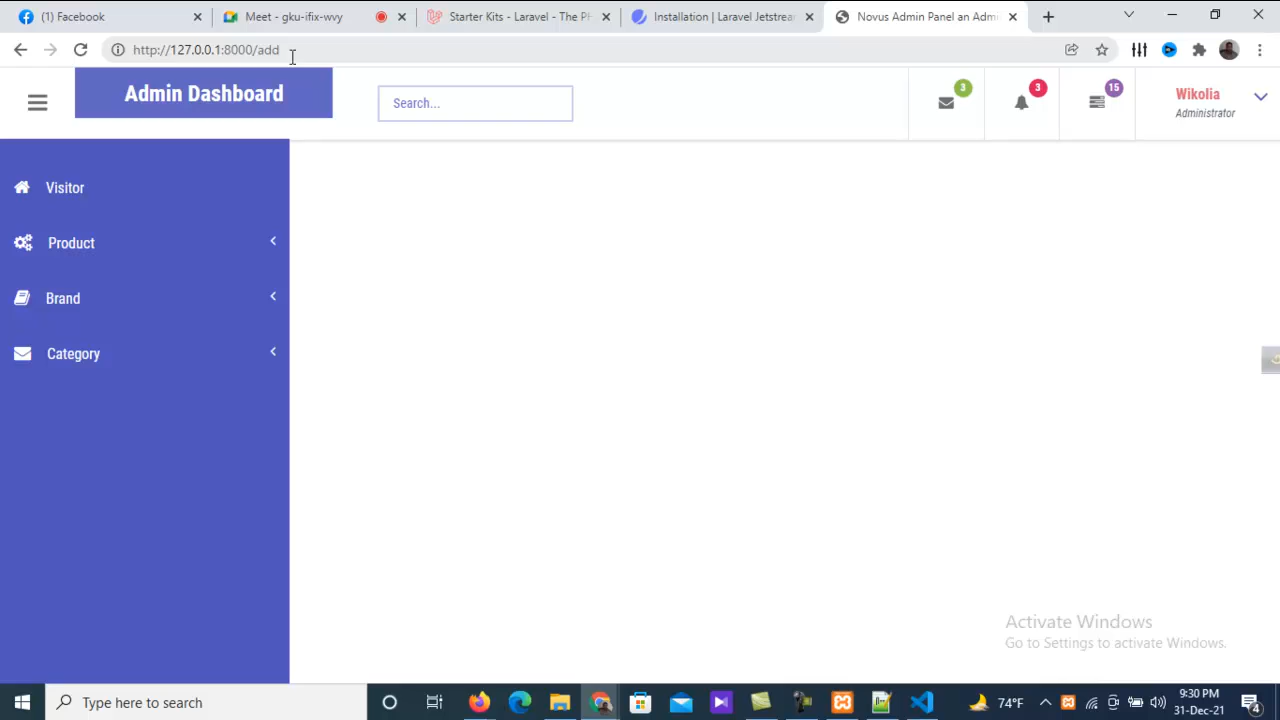 (1) Facebook
Meet - gku-ifix-wvy
Starter Kits - Laravel - The PH
Installation | Laravel Jetstream
Novus Admin Panel an Admi
http://127.0.0.1:8000/add
Admin Dashboard
Search...
3
3
15
Wikolia
Administrator
Visitor
Product
Brand
Category
Activate Windows
Go to Settings to activate Windows.
Type here to search
74°F
9:30 PM
31-Dec-21
4